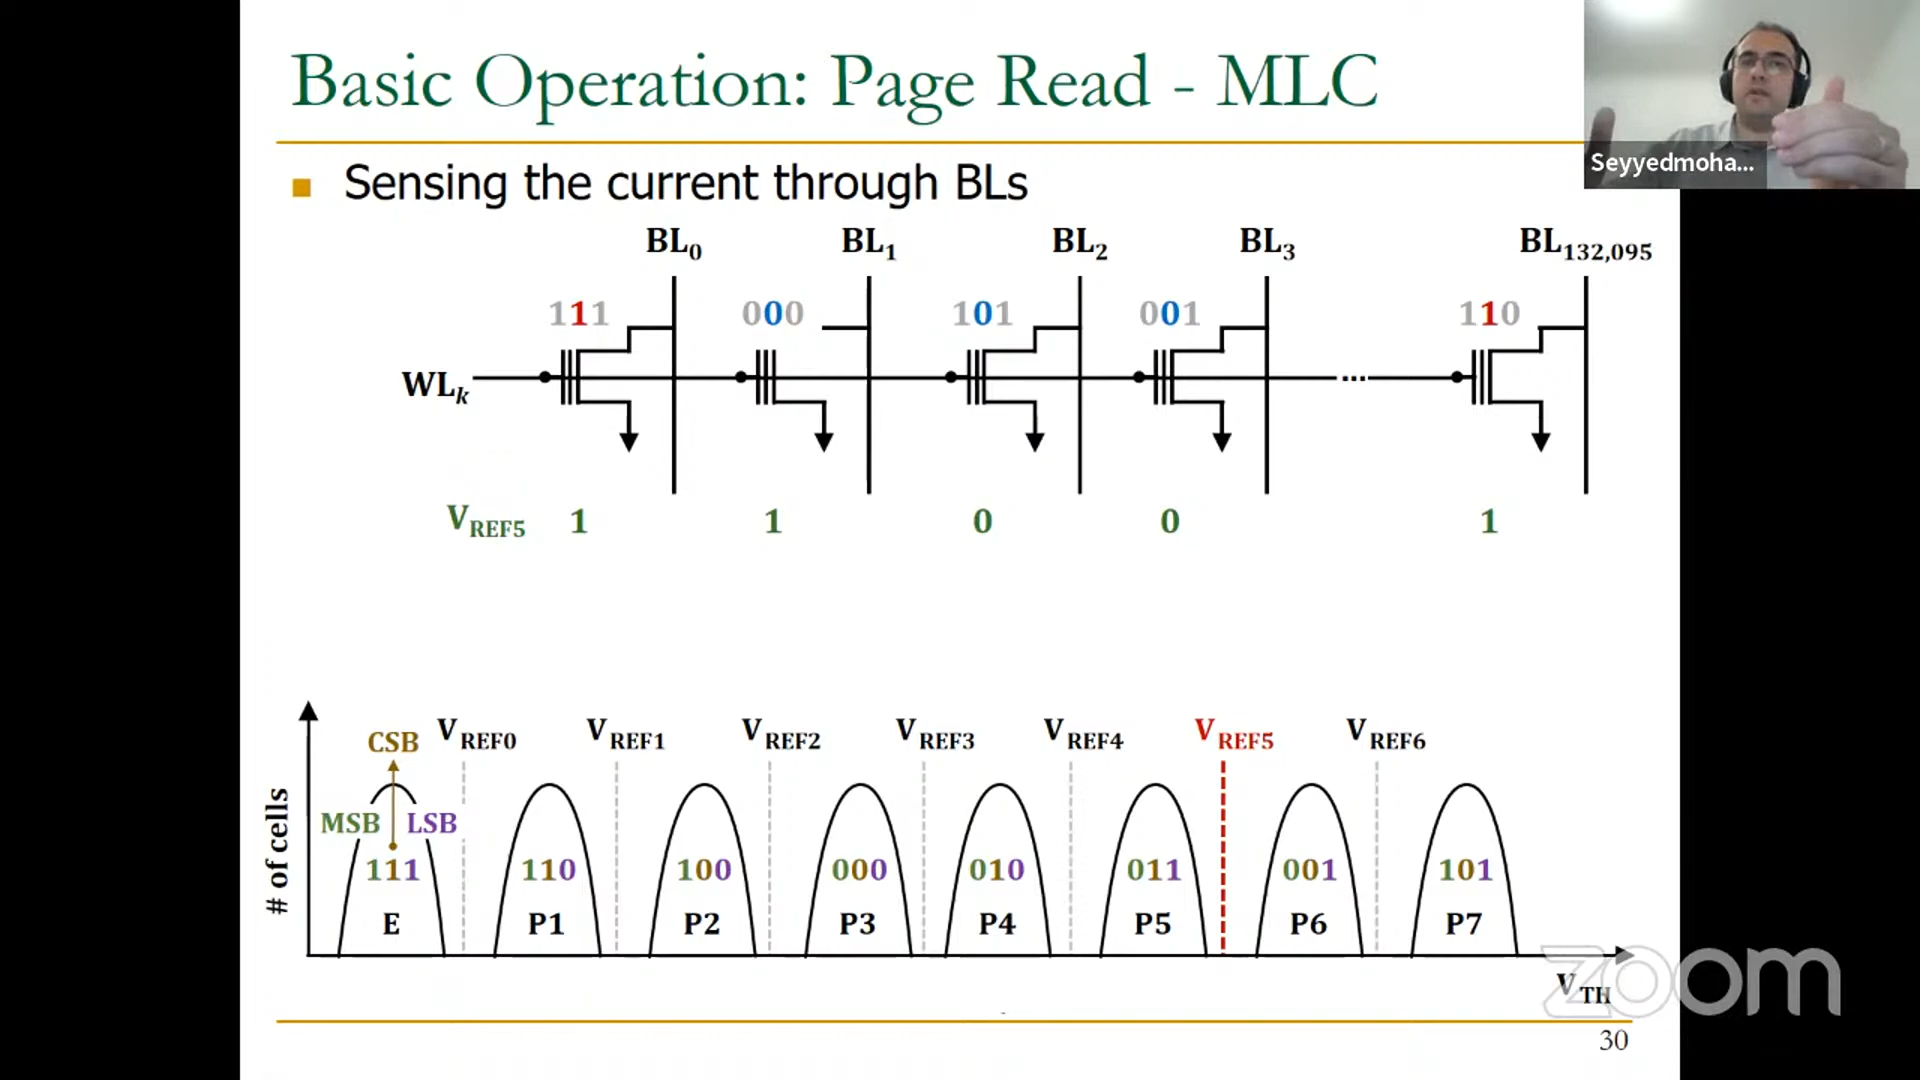 Basic Operation: Page Read - MLC
Seyyedmoha...
Sensing the current through BLs
BL0 BL1 BL2 BL3 BL132,095
111 000 101 001 110
WLk ...
VREF5 1 1 0 0 1
VREF0 VREF1 VREF2 VREF3 VREF4 VREF5 VREF6
CSB
MSB LSB
# of cells
111 110 100 000 010 011 001 101
E P1 P2 P3 P4 P5 P6 P7
VTH
zoom
30